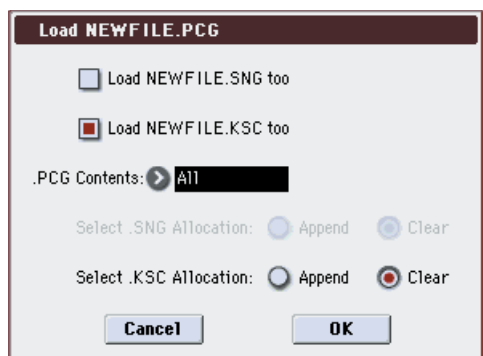 Load NEWFILE.PCG
Load NEWFILE.SNG too
Load NEWFILE.KSC too
.PCG Contents: All
Select .SNG Allocation: Append Clear
Select .KSC Allocation: Append Clear
Cancel OK